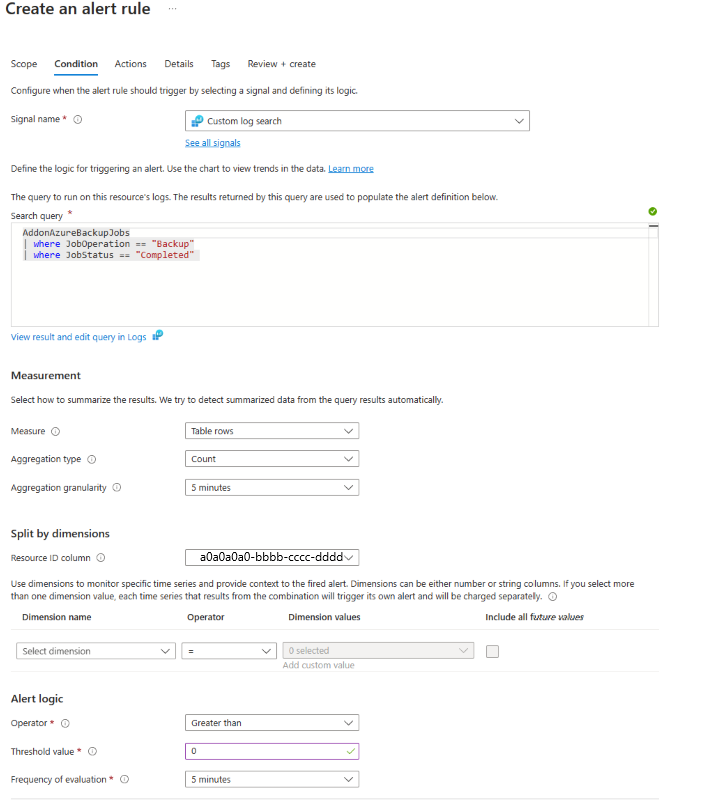 Create an alert rule ...
Scope Condition Actions Details Tags Review + create
Configure when the alert rule should trigger by selecting a signal and defining its logic.
Signal name * Custom log search
See all signals
Define the logic for triggering an alert. Use the chart to view trends in the data. Learn more
The query to run on this resource's logs. The results returned by this query are used to populate the alert definition below.
Search query *
AddonAzureBackupJobs
| where JobOperation == "Backup"
| where JobStatus == "Completed"
View result and edit query in Logs
Measurement
Select how to summarize the results. We try to detect summarized data from the query results automatically.
Measure Table rows
Aggregation type Count
Aggregation granularity 5 minutes
Split by dimensions
Resource ID column a0a0a0a0-bbbb-cccc-dddd
Use dimensions to monitor specific time series and provide context to the fired alert. Dimensions can be either number or string columns. If you select more
than one dimension value, each time series that results from the combination will trigger its own alert and will be charged separately.
Dimension name Operator Dimension values Include all future values
Select dimension = 0 selected
Add custom value
Alert logic
Operator * Greater than
Threshold value * 0
Frequency of evaluation * 5 minutes